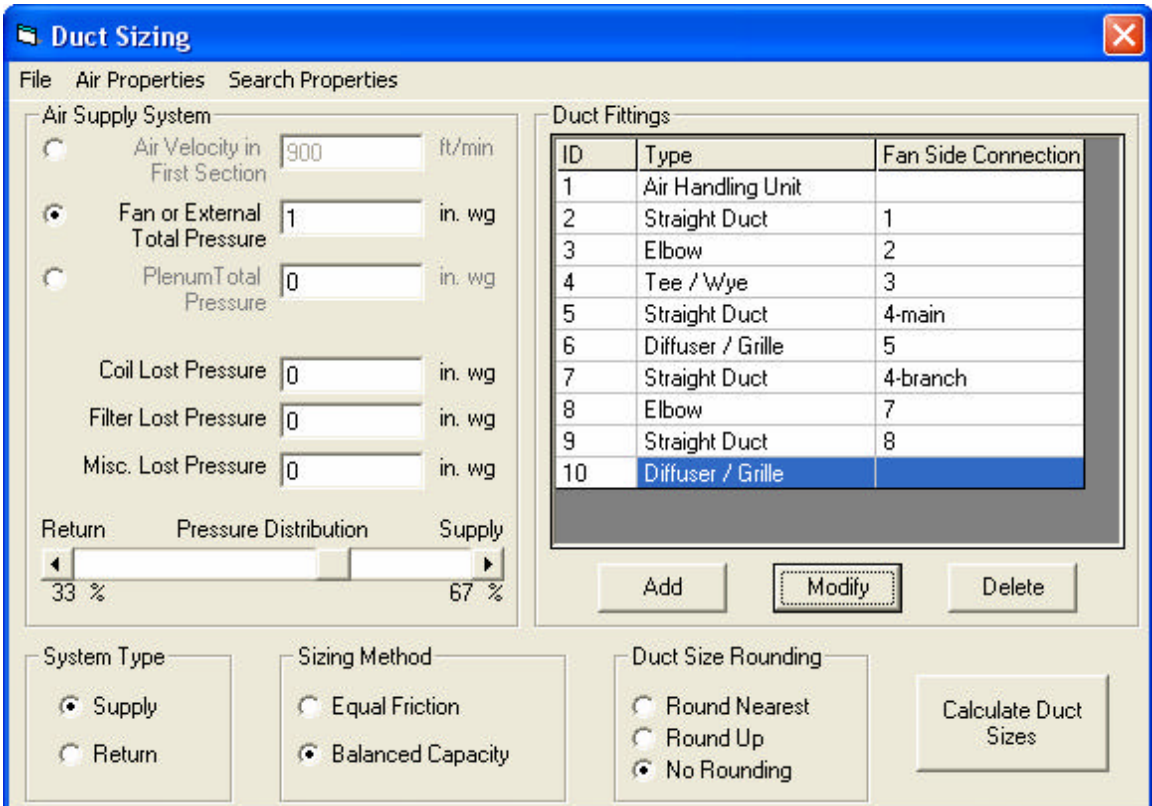 Duct Sizing
File Air Properties Search Properties
Air Supply System
Air Velocity in
First Section
900
ft/min
Fan or External
Total Pressure
1
in. wg
PlenumTotal
Pressure
0
in. wg
Coil Lost Pressure 0 in. wg
Filter Lost Pressure 0 in. wg
Misc. Lost Pressure 0 in. wg
Return Pressure Distribution Supply
33 % 67 %
Duct Fittings
ID Type Fan Side Connection
1 Air Handling Unit
2 Straight Duct 1
3 Elbow 2
4 Tee / Wye 3
5 Straight Duct 4-main
6 Diffuser / Grille 5
7 Straight Duct 4-branch
8 Elbow 7
9 Straight Duct 8
10 Diffuser / Grille
Add Modify Delete
System Type
Supply
Return
Sizing Method
Equal Friction
Balanced Capacity
Duct Size Rounding
Round Nearest
Round Up
No Rounding
Calculate Duct
Sizes